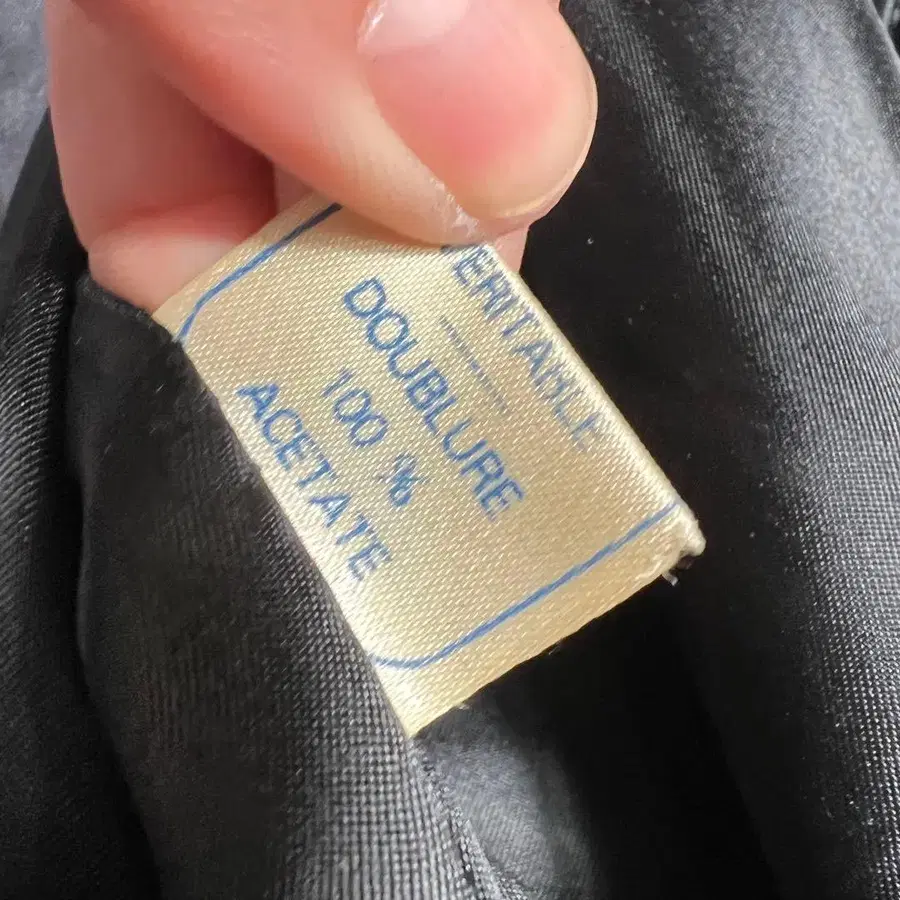 ERITABLE
DOUBLURE
100 %
ACETATE